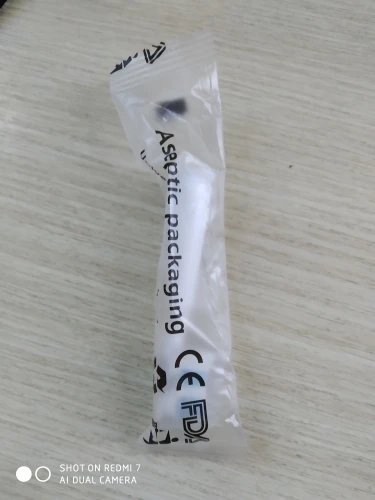 Aseptic packaging
CE FDA
SHOT ON REDMI 7
AI DUAL CAMERA